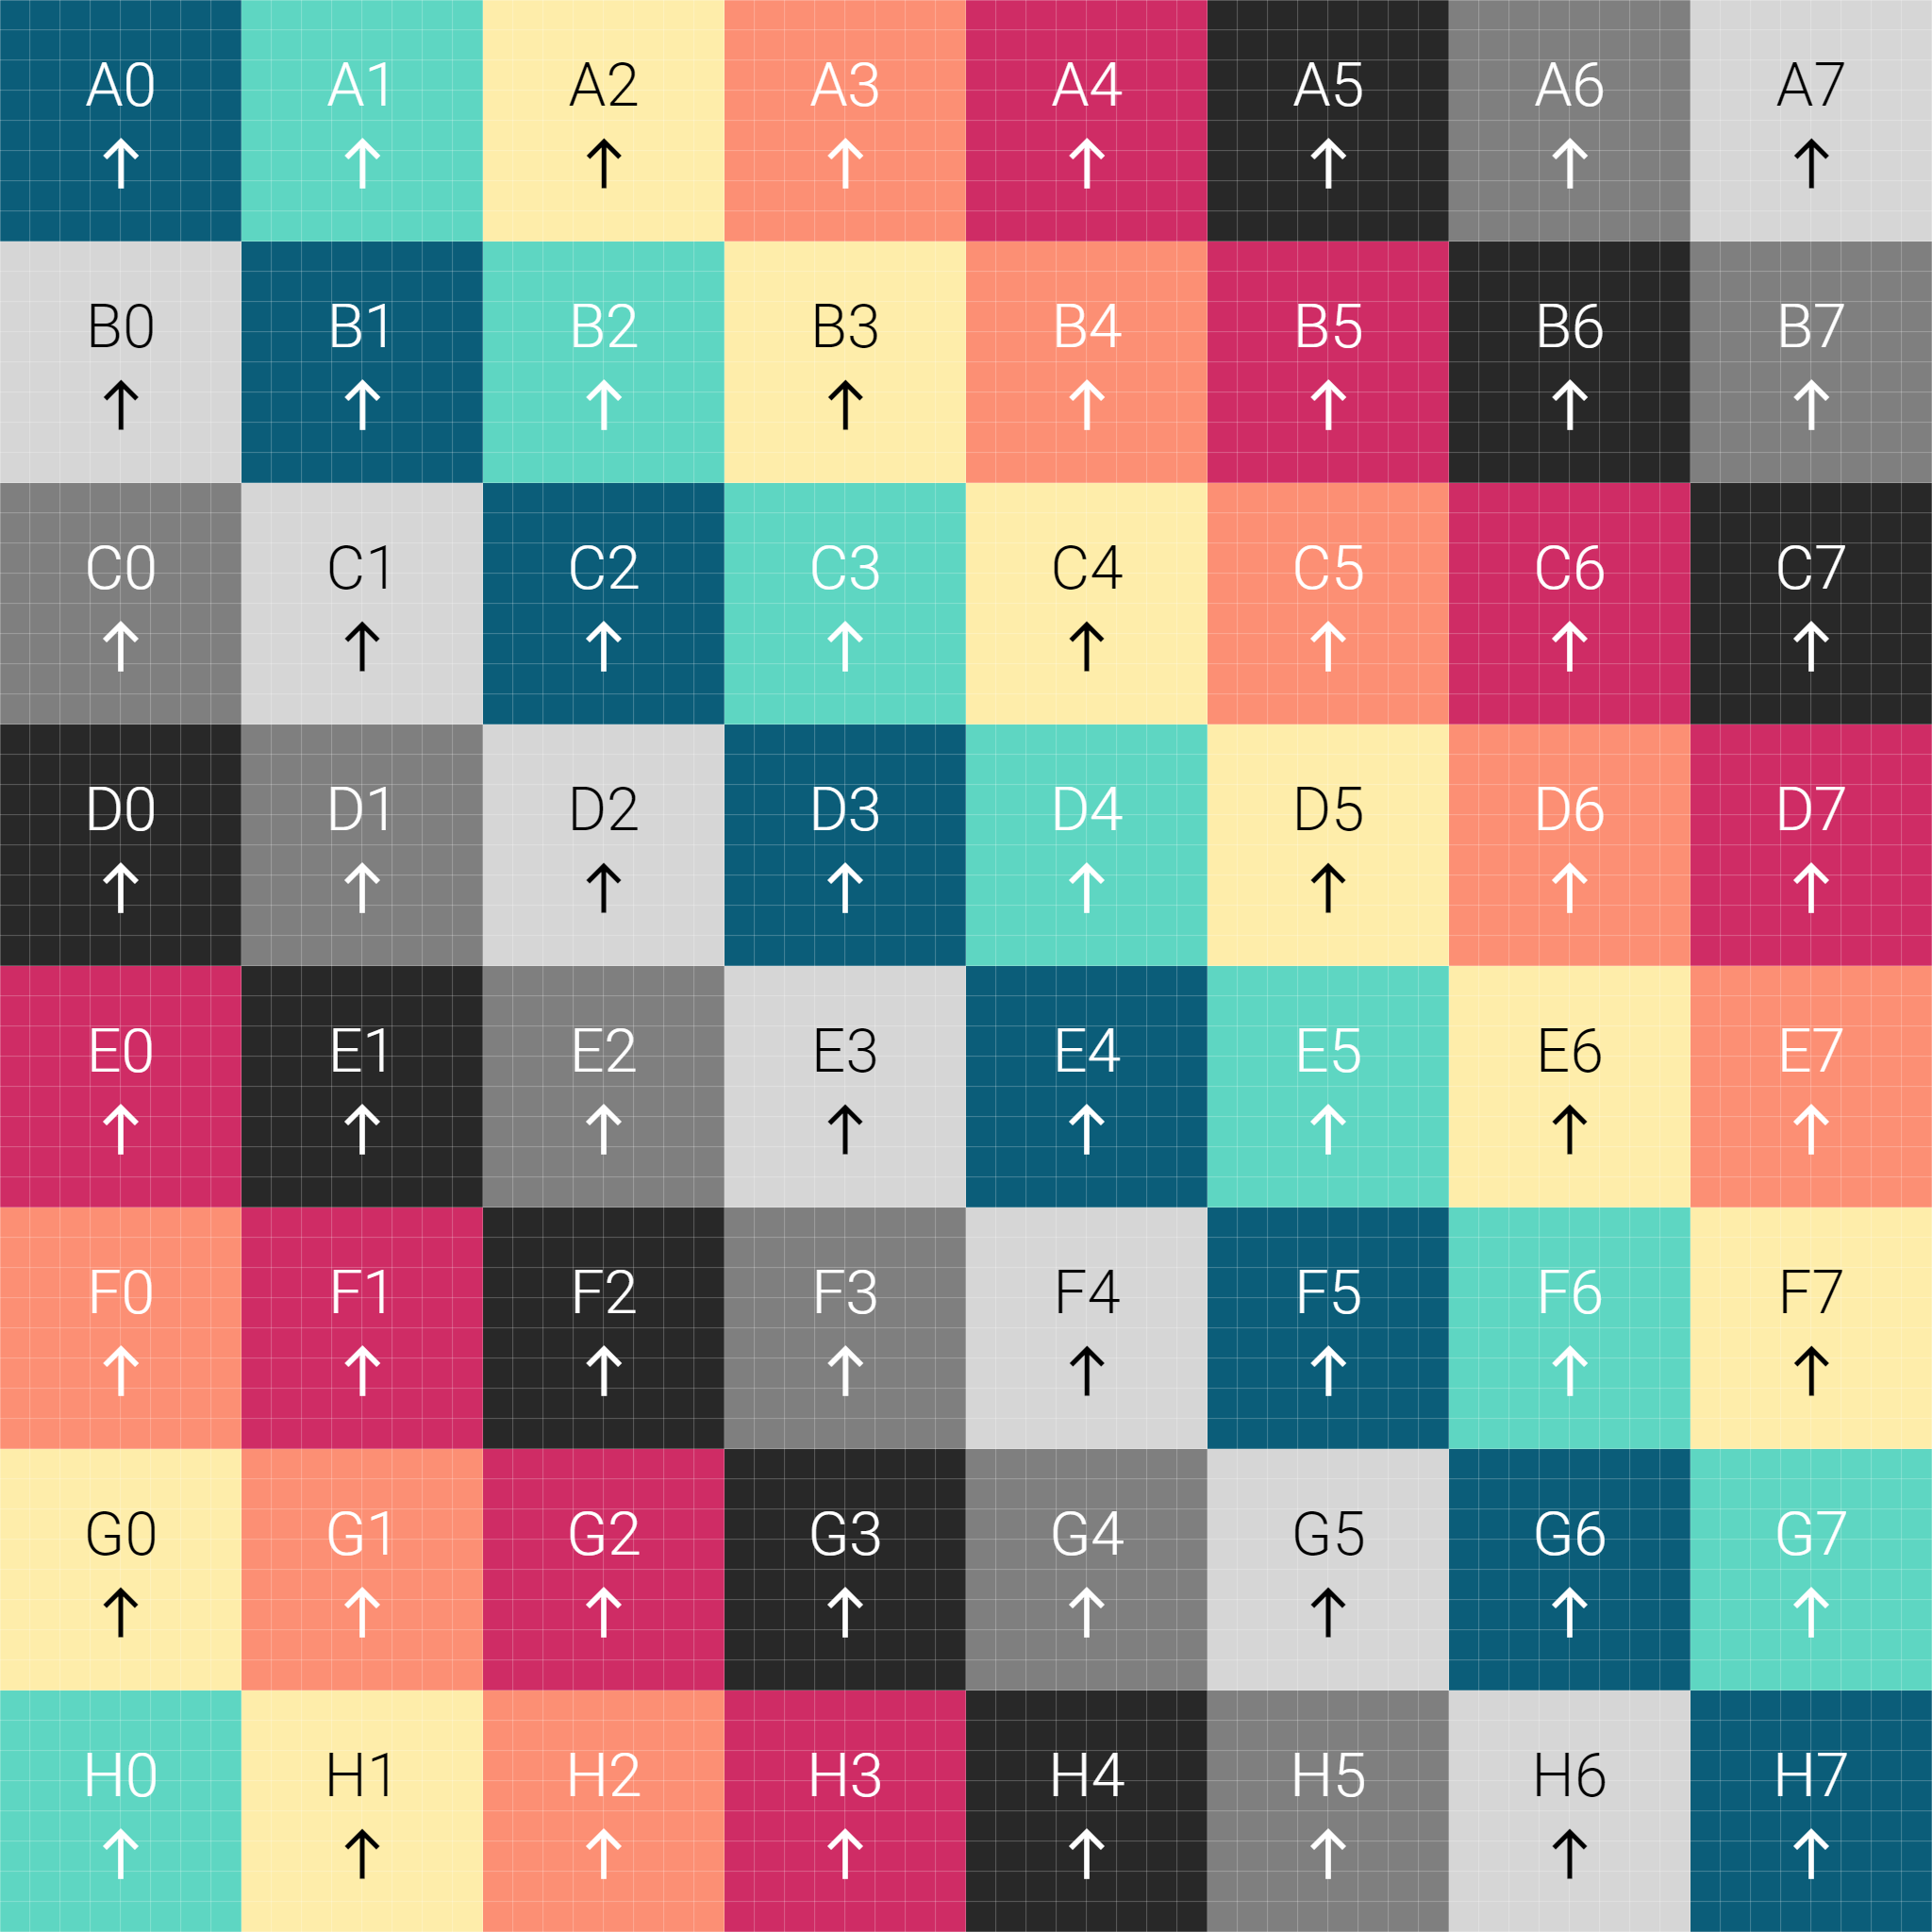 A0 A1 A2 A3 A4 A5 A6 A7
↑ ↑ ↑ ↑ ↑ ↑ ↑ ↑
B0 B1 B2 B3 B4 B5 B6 B7
↑ ↑ ↑ ↑ ↑ ↑ ↑ ↑
C0 C1 C2 C3 C4 C5 C6 C7
↑ ↑ ↑ ↑ ↑ ↑ ↑ ↑
D0 D1 D2 D3 D4 D5 D6 D7
↑ ↑ ↑ ↑ ↑ ↑ ↑ ↑
E0 E1 E2 E3 E4 E5 E6 E7
↑ ↑ ↑ ↑ ↑ ↑ ↑ ↑
F0 F1 F2 F3 F4 F5 F6 F7
↑ ↑ ↑ ↑ ↑ ↑ ↑ ↑
G0 G1 G2 G3 G4 G5 G6 G7
↑ ↑ ↑ ↑ ↑ ↑ ↑ ↑
H0 H1 H2 H3 H4 H5 H6 H7
↑ ↑ ↑ ↑ ↑ ↑ ↑ ↑